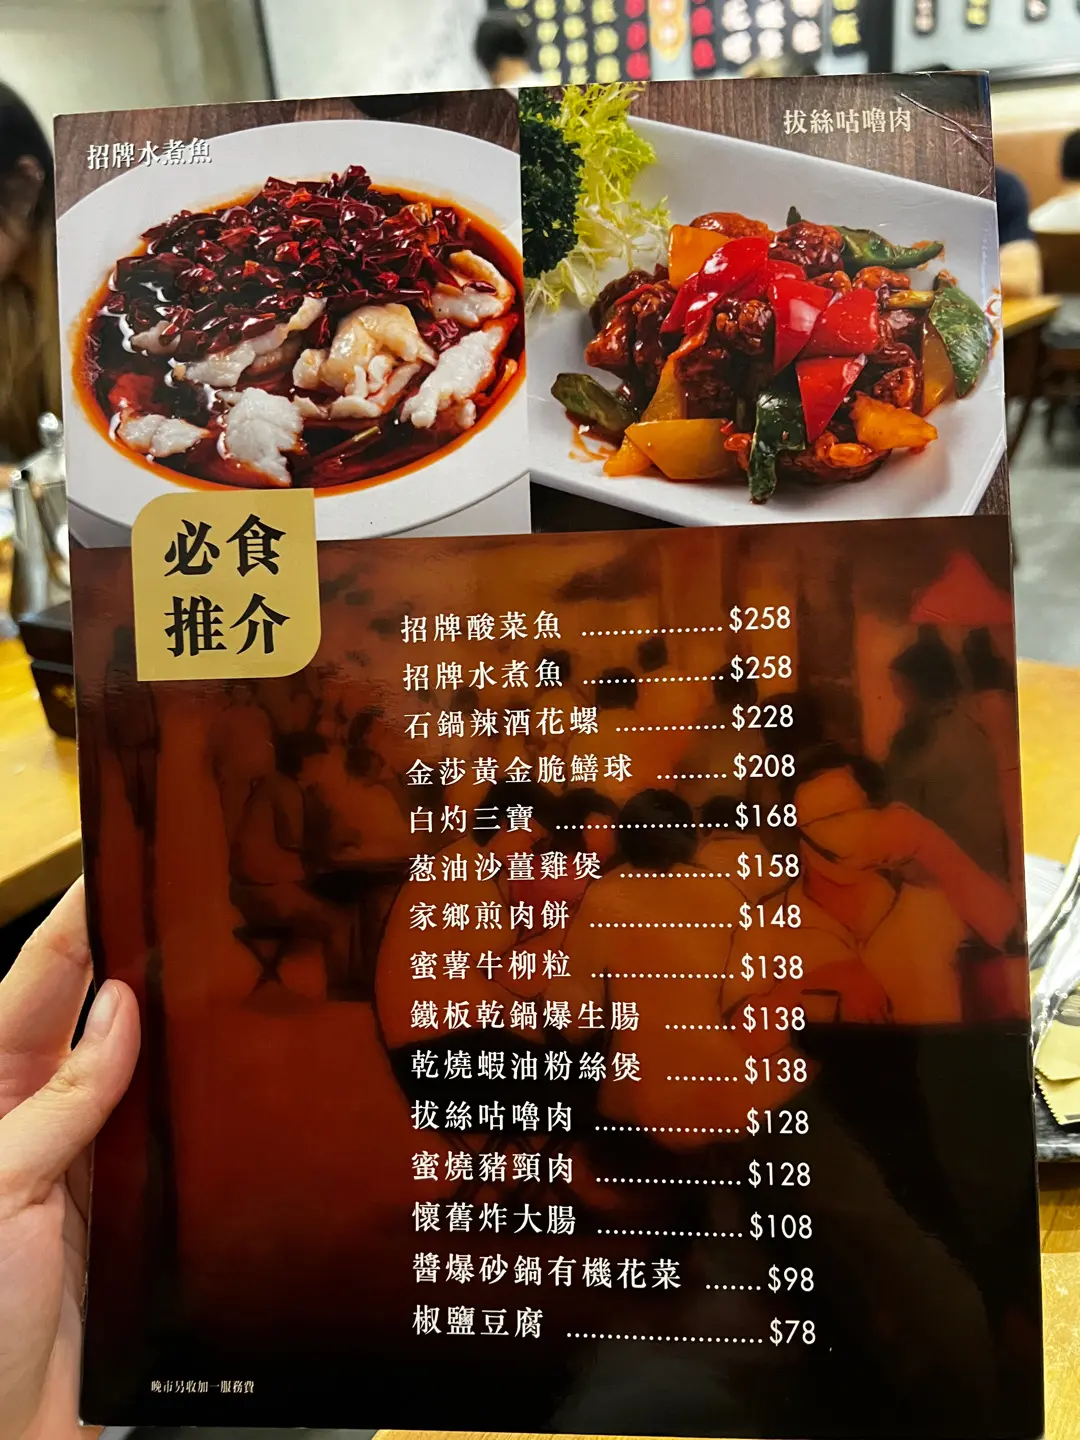 招牌水煮魚
拔絲咕嚕肉
必食
推介
招牌酸菜魚 ................... $258
招牌水煮魚 ................... $258
石鍋辣酒花螺 ............... $228
金莎黃金脆鱔球 ......... $208
白灼三寶 ....................... $168
葱油沙薑雞煲 ............... $158
家鄉煎肉餅 ................... $148
蜜薯牛柳粒 ................... $138
鐵板乾鍋爆生腸 ......... $138
乾燒蝦油粉絲煲 ......... $138
拔絲咕嚕肉 ................... $128
蜜燒豬頸肉 ................... $128
懷舊炸大腸 ................... $108
醬爆砂鍋有機花菜 ....... $98
椒鹽豆腐 ......................... $78
晚市另收加一服務費